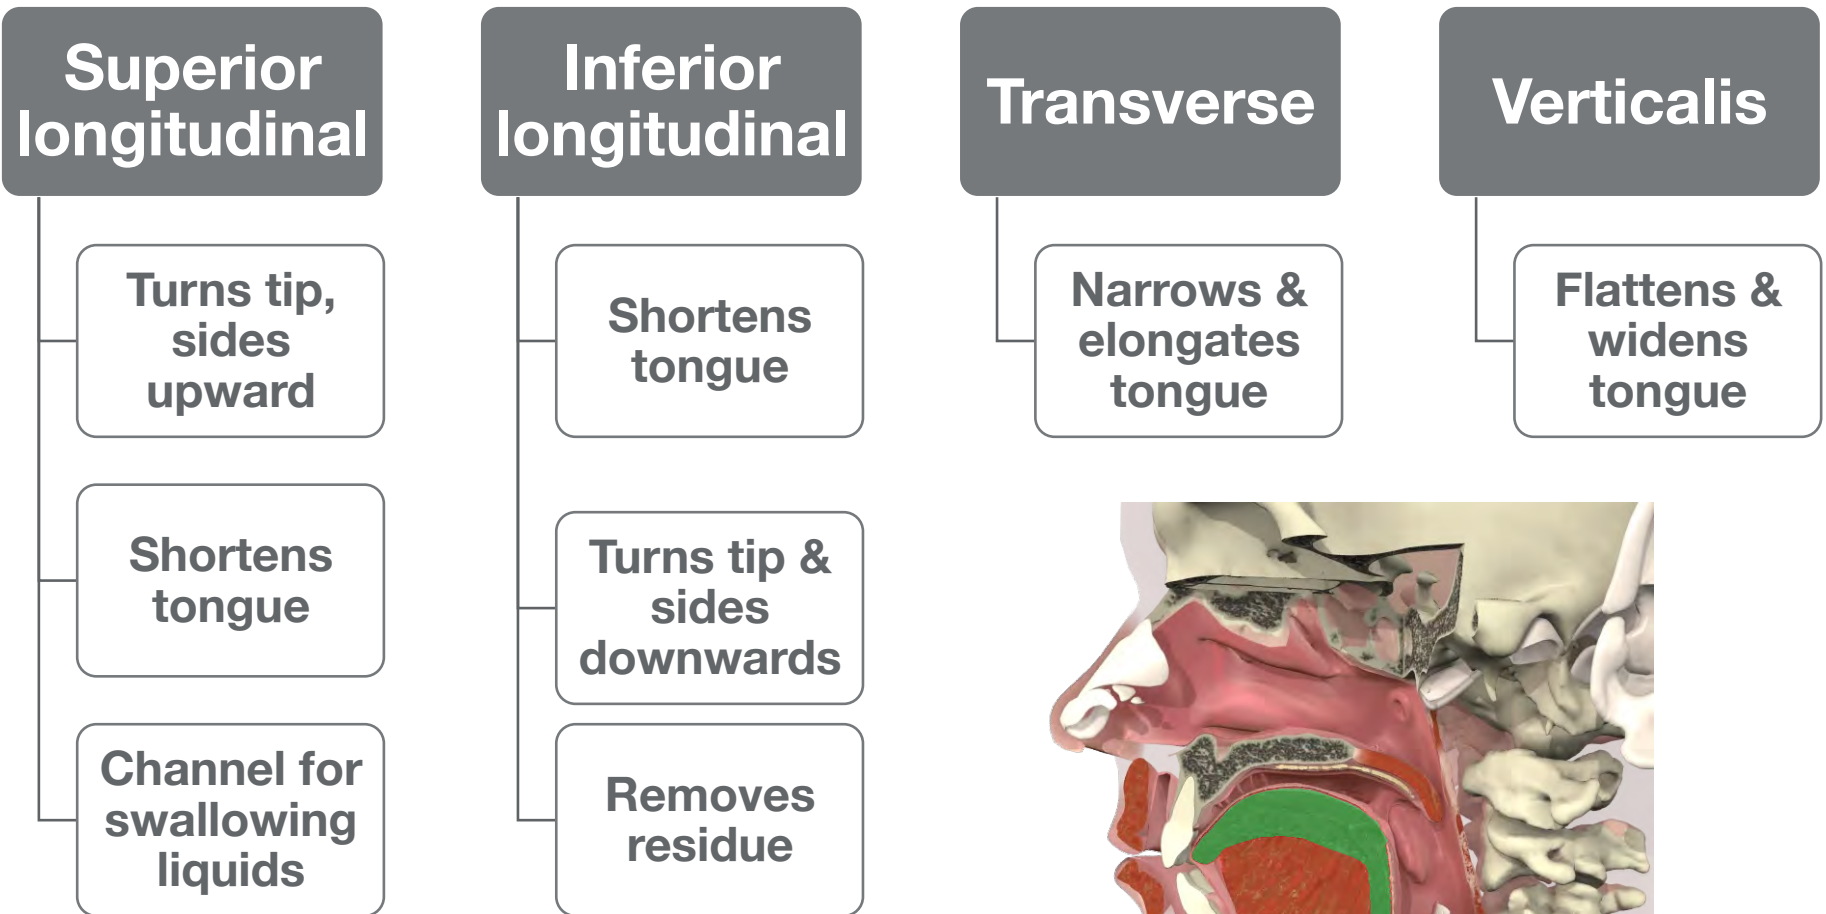 Superior
longitudinal
Turns tip,
sides
upward
Shortens
tongue
Channel for
swallowing
liquids
Inferior
longitudinal
Shortens
tongue
Turns tip &
sides
downwards
Removes
residue
Transverse
Narrows &
elongates
tongue
Verticalis
Flattens &
widens
tongue